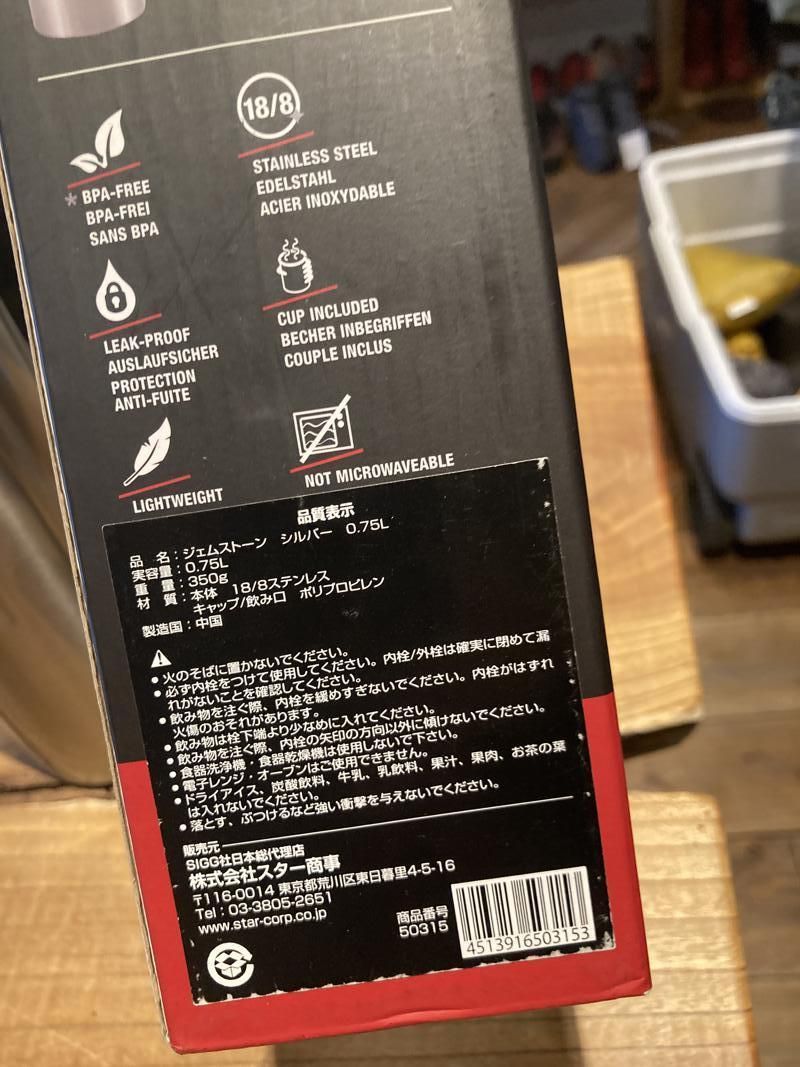 BPA-FREE
BPA-FREI
SANS BPA
18/8
STAINLESS STEEL
EDELSTAHL
ACIER INOXYDABLE
LEAK-PROOF
AUSLAUFSICHER
PROTECTION
ANTI-FUITE
CUP INCLUDED
BECHER INBEGRIFFEN
COUPLE INCLUS
LIGHTWEIGHT
NOT MICROWAVEABLE
品質表示
品 名：ジェムストーン シルバー 0.75L
実容量：0.75L
重 量：350g
材 質：本体 18/8ステンレス
キャップ/飲み口 ポリプロピレン
製造国：中国
●火のそばに置かないでください。
●必ず内栓をつけて使用してください。内栓/外栓は確実に閉めて漏
れがないことを確認してください。
●飲み物を注ぐ際、内栓を緩めすぎないでください。内栓がはずれ
火傷のおそれがあります。
●飲み物は栓下端より少なめに入れてください。
●飲み物を注ぐ際、内栓の矢印の方向以外に傾けないでください。
●食器洗浄機・食器乾燥機は使用しないで下さい。
●電子レンジ・オーブンはご使用できません。
●ドライアイス、炭酸飲料、牛乳、乳飲料、果汁、果肉、お茶の葉
は入れないでください。
●落とす、ぶつけるなど強い衝撃を与えないでください。
販売元
SIGG社日本総代理店
株式会社スター商事
〒116-0014 東京都荒川区東日暮里4-5-16
Tel：03-3805-2651
www.star-corp.co.jp
商品番号
50315
4513916503153